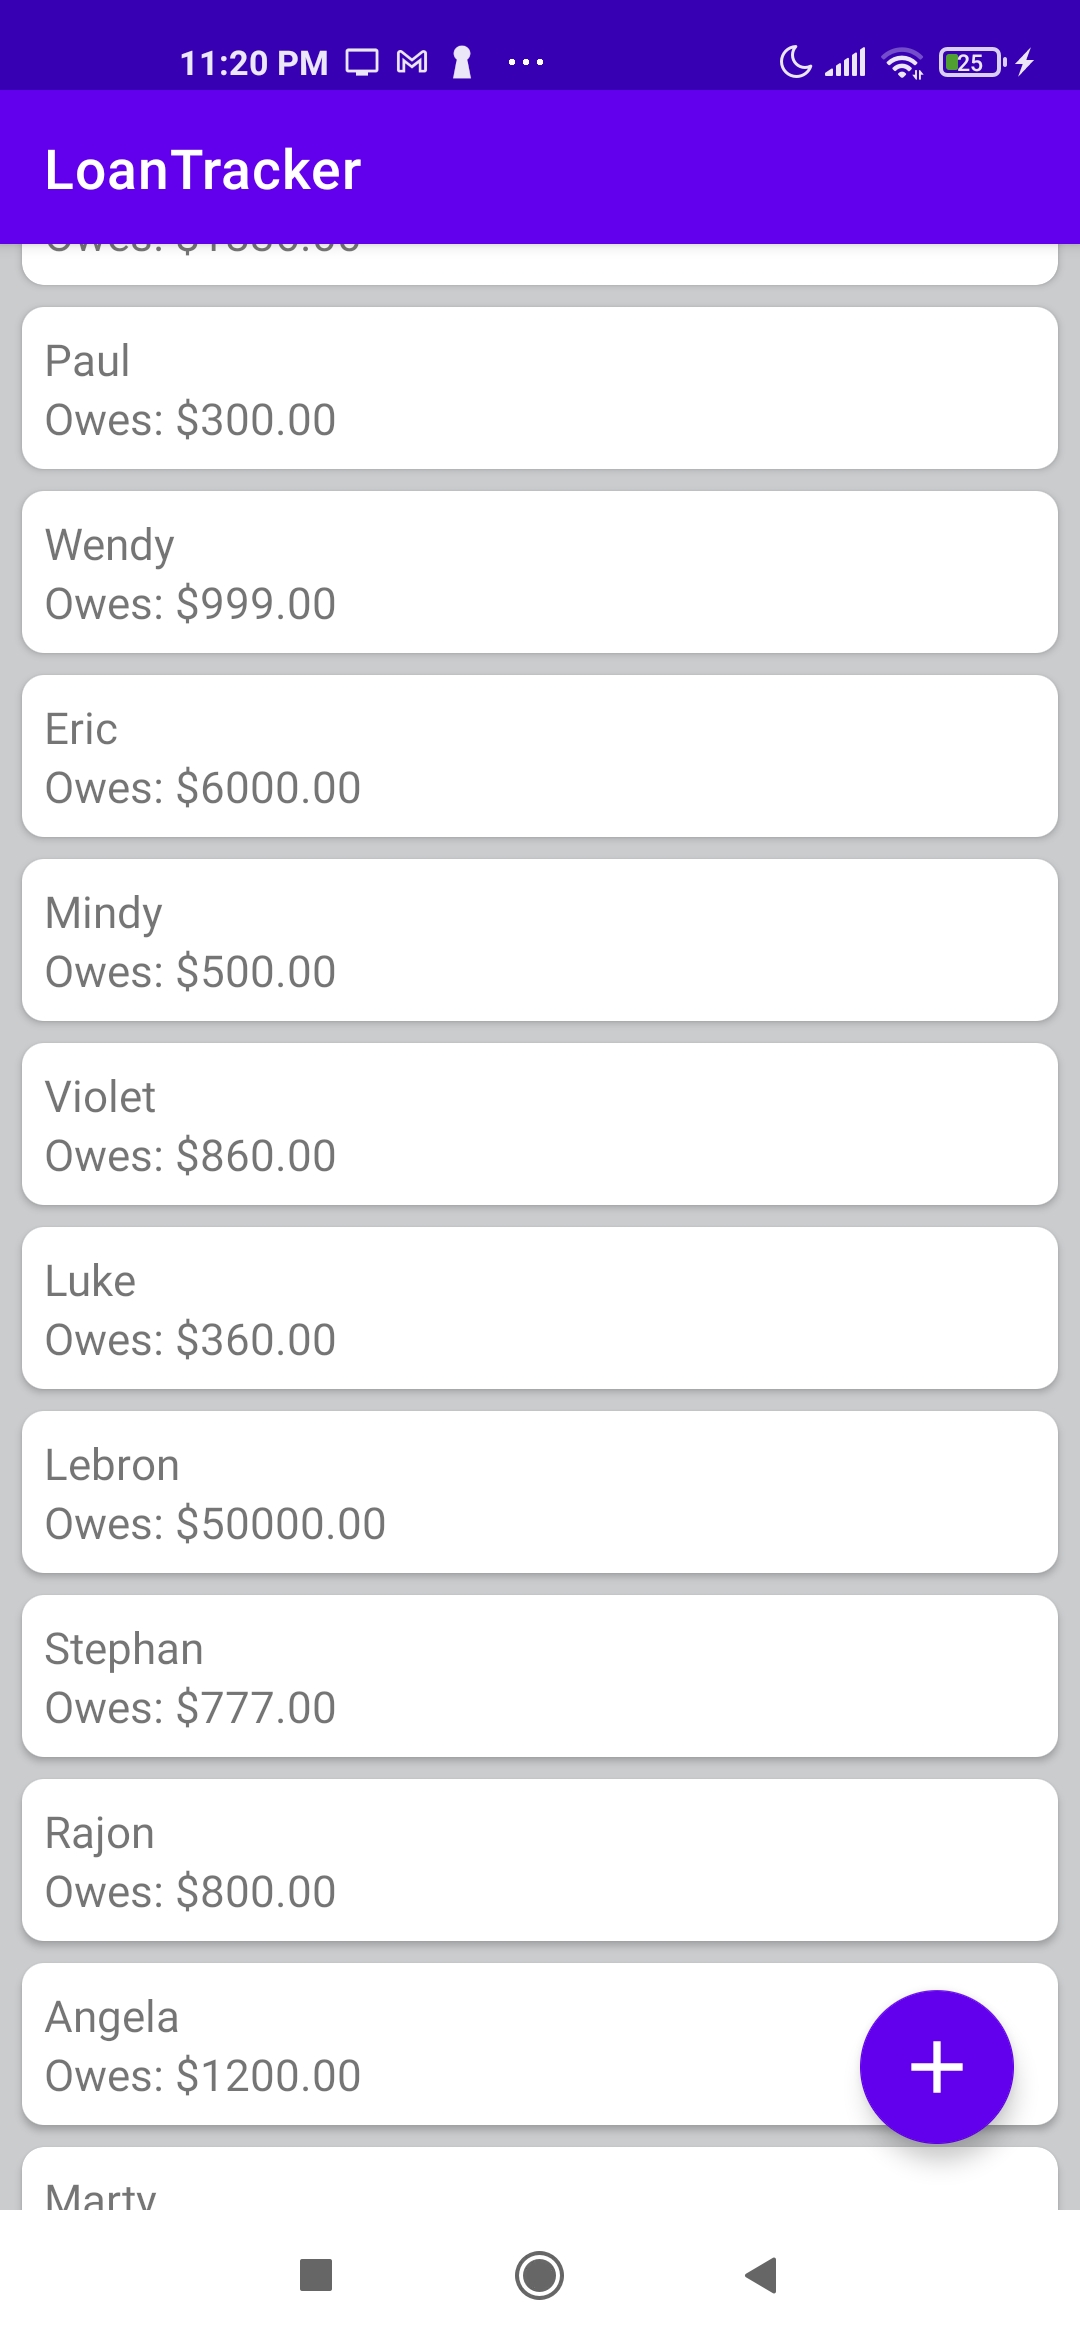 11:20 PM
25
LoanTracker
Owes:
Paul
Owes: $300.00
Wendy
Owes: $999.00
Eric
Owes: $6000.00
Mindy
Owes: $500.00
Violet
Owes: $860.00
Luke
Owes: $360.00
Lebron
Owes: $50000.00
Stephan
Owes: $777.00
Rajon
Owes: $800.00
Angela
Owes: $1200.00
Marty